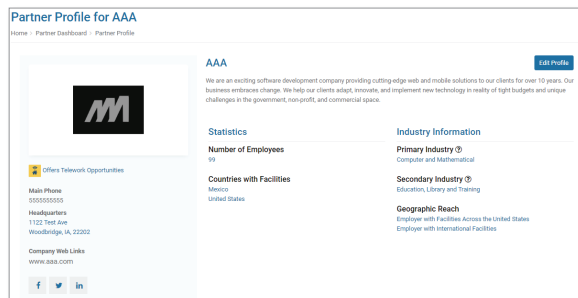 Partner Profile for AAA
Home / Partner Dashboard / Partner Profile
AAA
Edit Profile
We are an exciting software development company providing cutting-edge web and mobile solutions to our clients for over 10 years. Our
business embraces change. We help our clients adapt, innovate, and implement new technology in reality of tight budgets and unique
challenges in the government, non-profit, and commercial space.
Offers Telework Opportunities
Main Phone
5555555555
Headquarters
1122 Test Ave
Woodbridge, IA, 22202
Company Web Links
www.aaa.com
Statistics
Number of Employees
99
Countries with Facilities
Mexico
United States
Industry Information
Primary Industry
Computer and Mathematical
Secondary Industry
Education, Library and Training
Geographic Reach
Employer with Facilities Across the United States
Employer with International Facilities